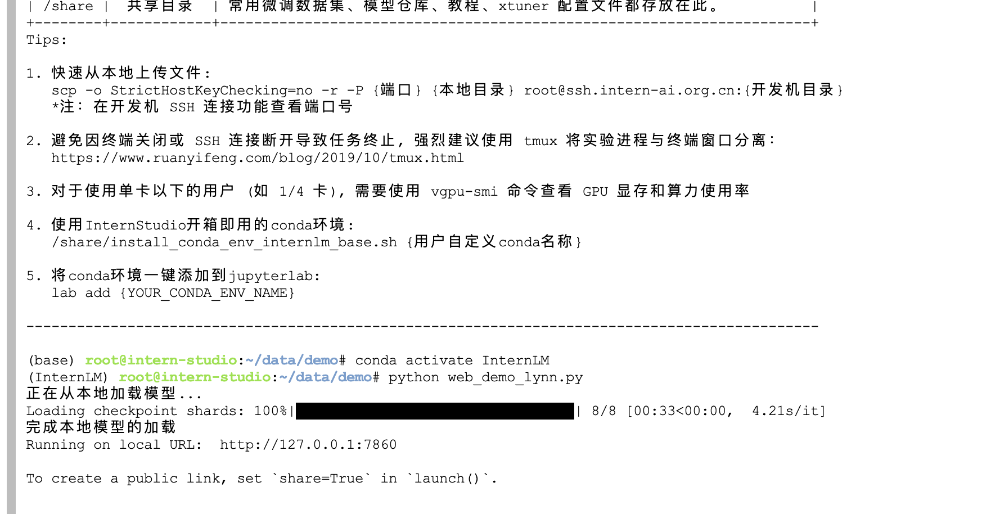 | /share |  共享目录  | 常用微调数据集、模型仓库、教程、xtuner 配置文件都存放在此。 |
+--------+------------+----------------------------------------------------------------------+
Tips:
1. 快速从本地上传文件:
scp -o StrictHostKeyChecking=no -r -P {端口} {本地目录} root@ssh.intern-ai.org.cn:{开发机目录}
*注: 在开发机 SSH 连接功能查看端口号
2. 避免因终端关闭或 SSH 连接断开导致任务终止, 强烈建议使用 tmux 将实验进程与终端窗口分离:
https://www.ruanyifeng.com/blog/2019/10/tmux.html
3. 对于使用单卡以下的用户 (如 1/4 卡), 需要使用 vgpu-smi 命令查看 GPU 显存和算力使用率
4. 使用InternStudio开箱即用的conda环境:
/share/install_conda_env_internlm_base.sh {用户自定义conda名称}
5. 将conda环境一键添加到jupyterlab:
lab add {YOUR_CONDA_ENV_NAME}
----------------------------------------------------------------------------------------------
(base) root@intern-studio:~/data/demo# conda activate InternLM
(InternLM) root@intern-studio:~/data/demo# python web_demo_lynn.py
正在从本地加载模型...
Loading checkpoint shards: 100%|█████████████████████████████████| 8/8 [00:33<00:00,  4.21s/it]
完成本地模型的加载
Running on local URL:  http://127.0.0.1:7860
To create a public link, set `share=True` in `launch()`.